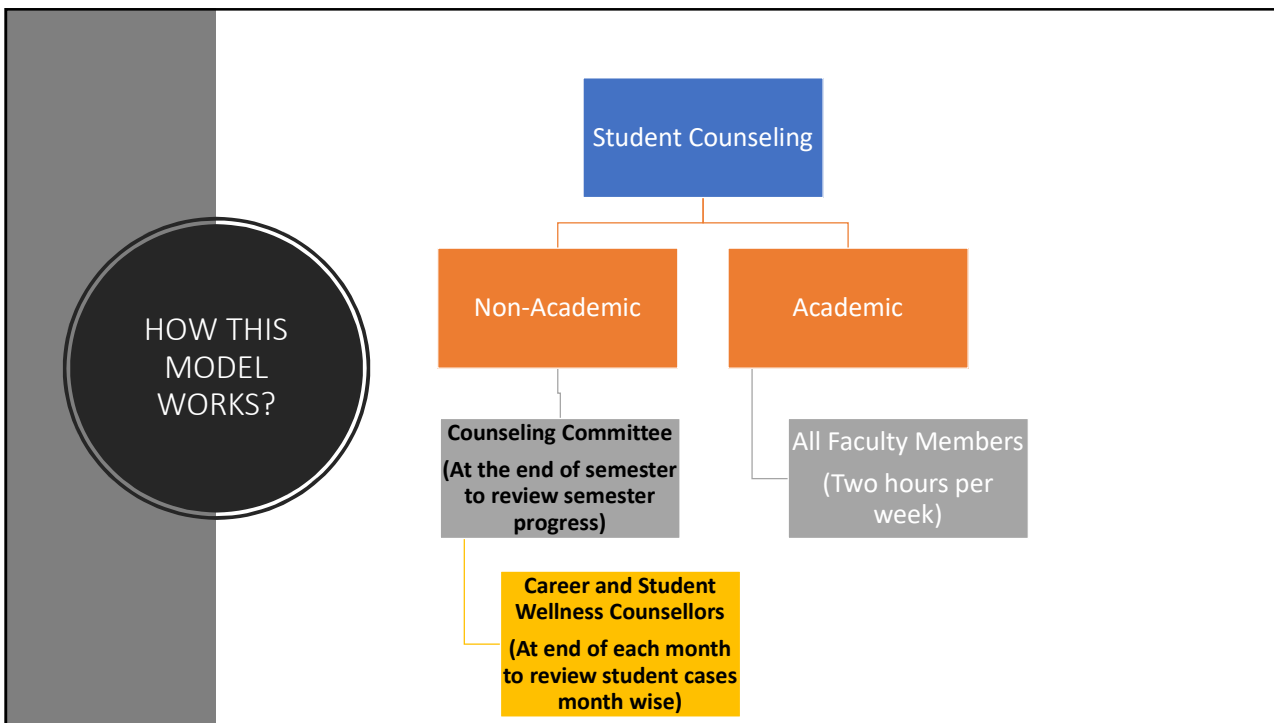 HOW THIS
MODEL
WORKS?
Student Counseling
Non-Academic
Academic
Counseling Committee
(At the end of semester
to review semester
progress)
All Faculty Members
(Two hours per
week)
Career and Student
Wellness Counsellors
(At end of each month
to review student cases
month wise)